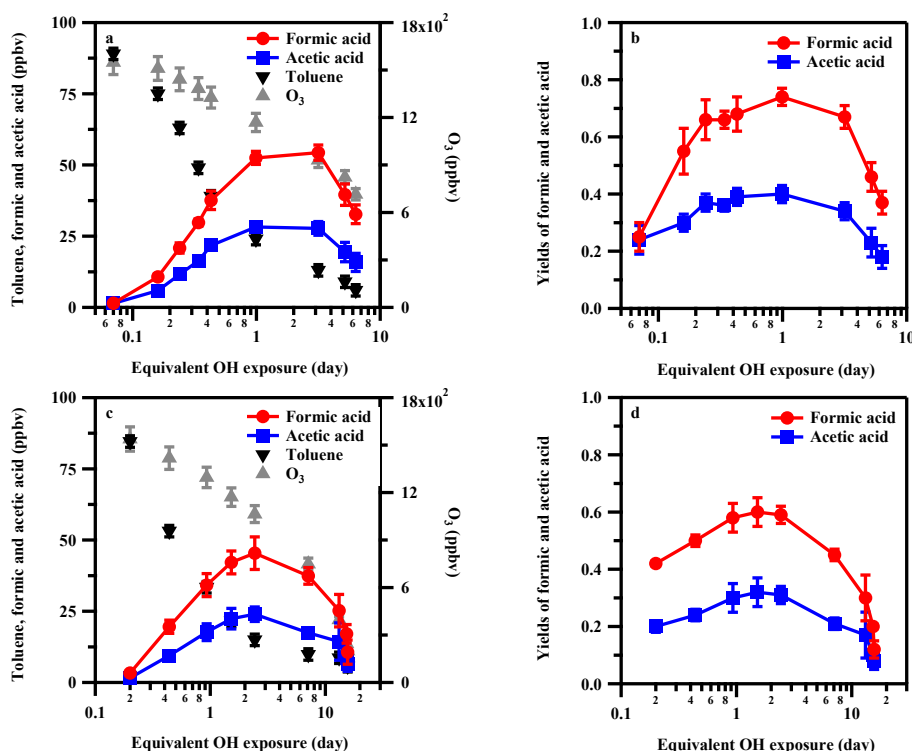 a
Formic acid
Acetic acid
Toluene
O3
Toluene, formic and acetic acid (ppbv)
100
75
50
25
0
18x10²
12
6
0
O3 (ppbv)
6 8 0.1 2 4 6 8 1 2 4 6 8 10
Equivalent OH exposure (day)
b
Formic acid
Acetic acid
Yields of formic and acetic acid
1.0
0.8
0.6
0.4
0.2
0.0
6 8 0.1 2 4 6 8 1 2 4 6 8 10
Equivalent OH exposure (day)
c
Formic acid
Acetic acid
Toluene
O3
Toluene, formic and acetic acid (ppbv)
100
75
50
25
0
18x10²
12
6
0
O3 (ppbv)
0.1 2 4 6 8 1 2 4 6 8 10
Equivalent OH exposure (day)
d
Formic acid
Acetic acid
Yields of formic and acetic acid
1.0
0.8
0.6
0.4
0.2
0.0
0.1 2 4 6 8 1 2 4 6 8 10
Equivalent OH exposure (day)